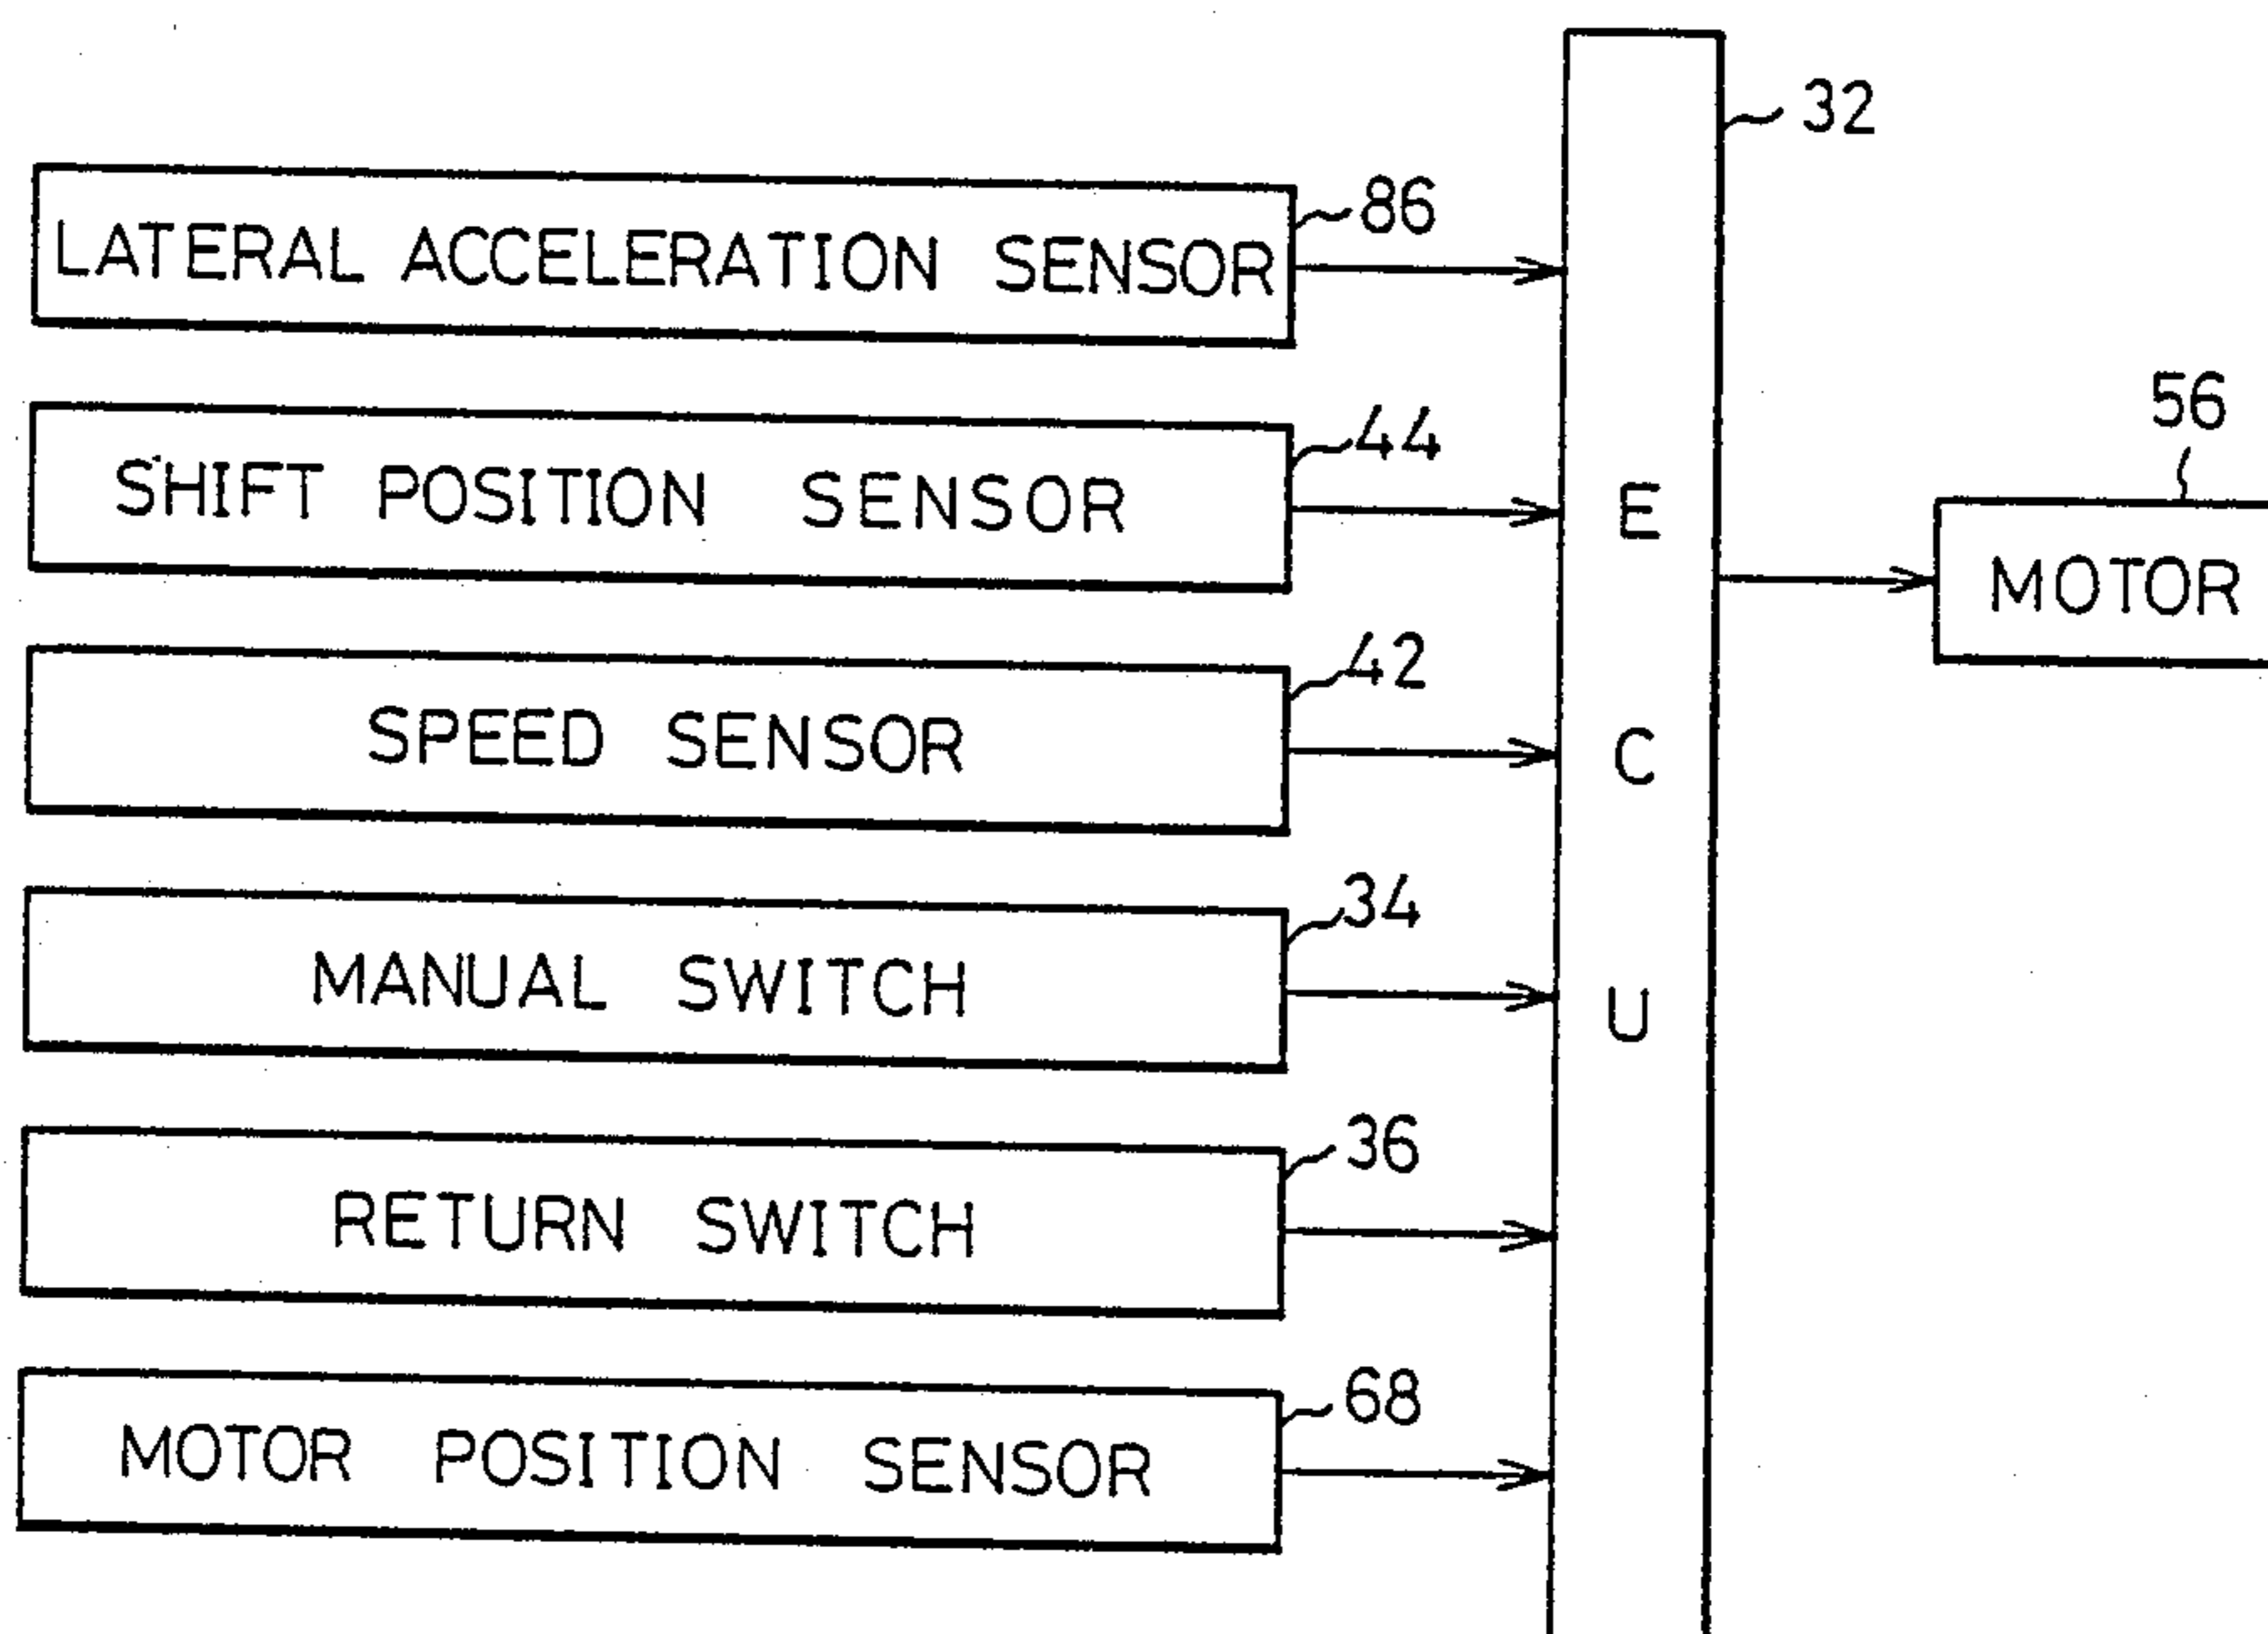 32
86
LATERAL ACCELERATION SENSOR
44
SHIFT POSITION SENSOR
42
SPEED SENSOR
34
MANUAL SWITCH
36
RETURN SWITCH
68
MOTOR POSITION SENSOR
E
C
U
56
MOTOR